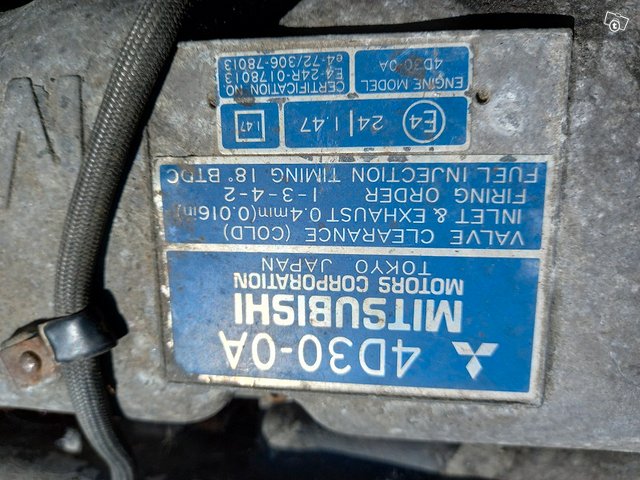 4D30-0A
MITSUBISHI
MOTORS CORPORATION
TOKYO JAPAN
VALVE CLEARANCE (COLD)
INLET & EXHAUST 0.4mm(0.016in)
FIRING ORDER 1-3-4-2
FUEL INJECTION TIMING 18° BTDC
E4 24 | 1.47
1.47
ENGINE MODEL
4D30-0A
CERTIFICATION NO
E4-24R-0178013
e4-72/306-78013